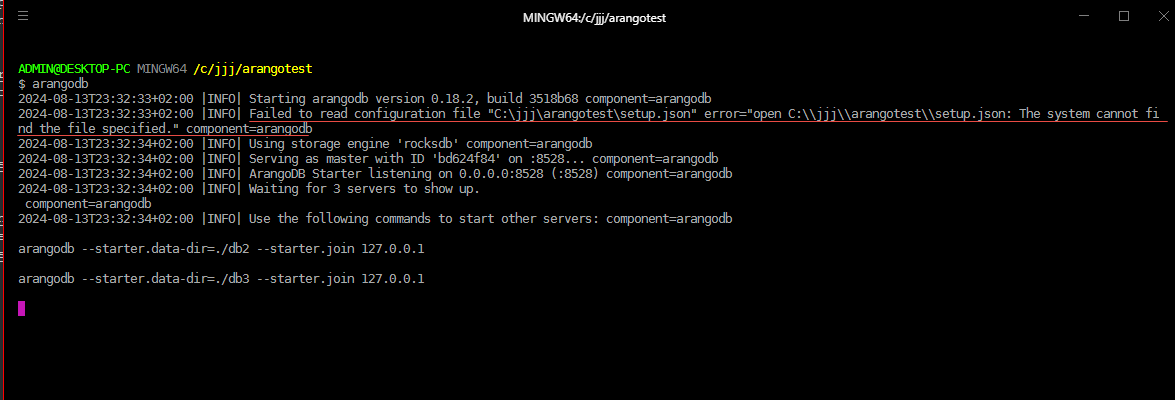 MINGW64:/c/jjj/arangotest
ADMIN@DESKTOP-PC MINGW64 /c/jjj/arangotest
$ arangodb
2024-08-13T23:32:33+02:00 |INFO| Starting arangodb version 0.18.2, build 3518b68 component=arangodb
2024-08-13T23:32:33+02:00 |INFO| Failed to read configuration file "C:\jjj\arangotest\setup.json" error="open C:\\jjj\\arangotest\\setup.json: The system cannot fi
nd the file specified." component=arangodb
2024-08-13T23:32:34+02:00 |INFO| Using storage engine 'rocksdb' component=arangodb
2024-08-13T23:32:34+02:00 |INFO| Serving as master with ID 'bd624f84' on :8528... component=arangodb
2024-08-13T23:32:34+02:00 |INFO| ArangoDB Starter listening on 0.0.0.0:8528 (:8528) component=arangodb
2024-08-13T23:32:34+02:00 |INFO| Waiting for 3 servers to show up.
 component=arangodb
2024-08-13T23:32:34+02:00 |INFO| Use the following commands to start other servers: component=arangodb
arangodb --starter.data-dir=./db2 --starter.join 127.0.0.1
arangodb --starter.data-dir=./db3 --starter.join 127.0.0.1